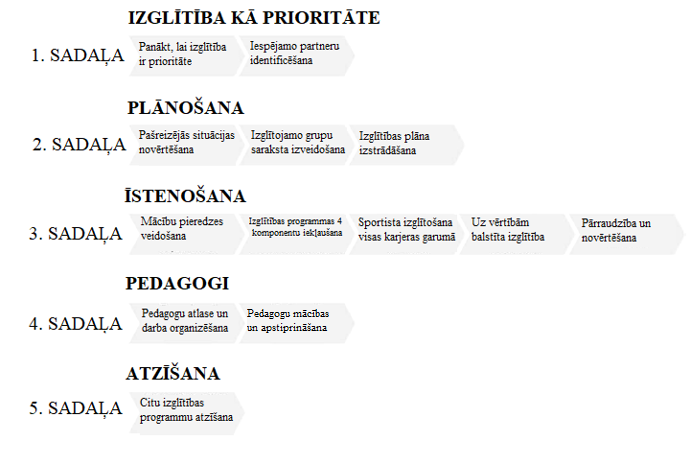 IZGLĪTĪBA KĀ PRIORITĀTE
1. SADAĻA
Panākt, lai izglītība
ir prioritāte
Iespējamo partneru
identificēšana
PLĀNOŠANA
2. SADAĻA
Pašreizējās situācijas
novērtēšana
Izglītojamo grupu
saraksta izveidošana
Izglītības plāna
izstrādāšana
ĪSTENOŠANA
3. SADAĻA
Mācību pieredzes
veidošana
Izglītības programmas 4
komponentu iekļaušana
Sportista izglītošana
visas karjeras garumā
Uz vērtībām
balstīta izglītība
Pārraudzība un
novērtēšana
PEDAGOGI
4. SADAĻA
Pedagogu atlase un
darba organizēšana
Pedagogu mācības
un apstiprināšana
ATZĪŠANA
5. SADAĻA
Citu izglītības
programmu atzīšana